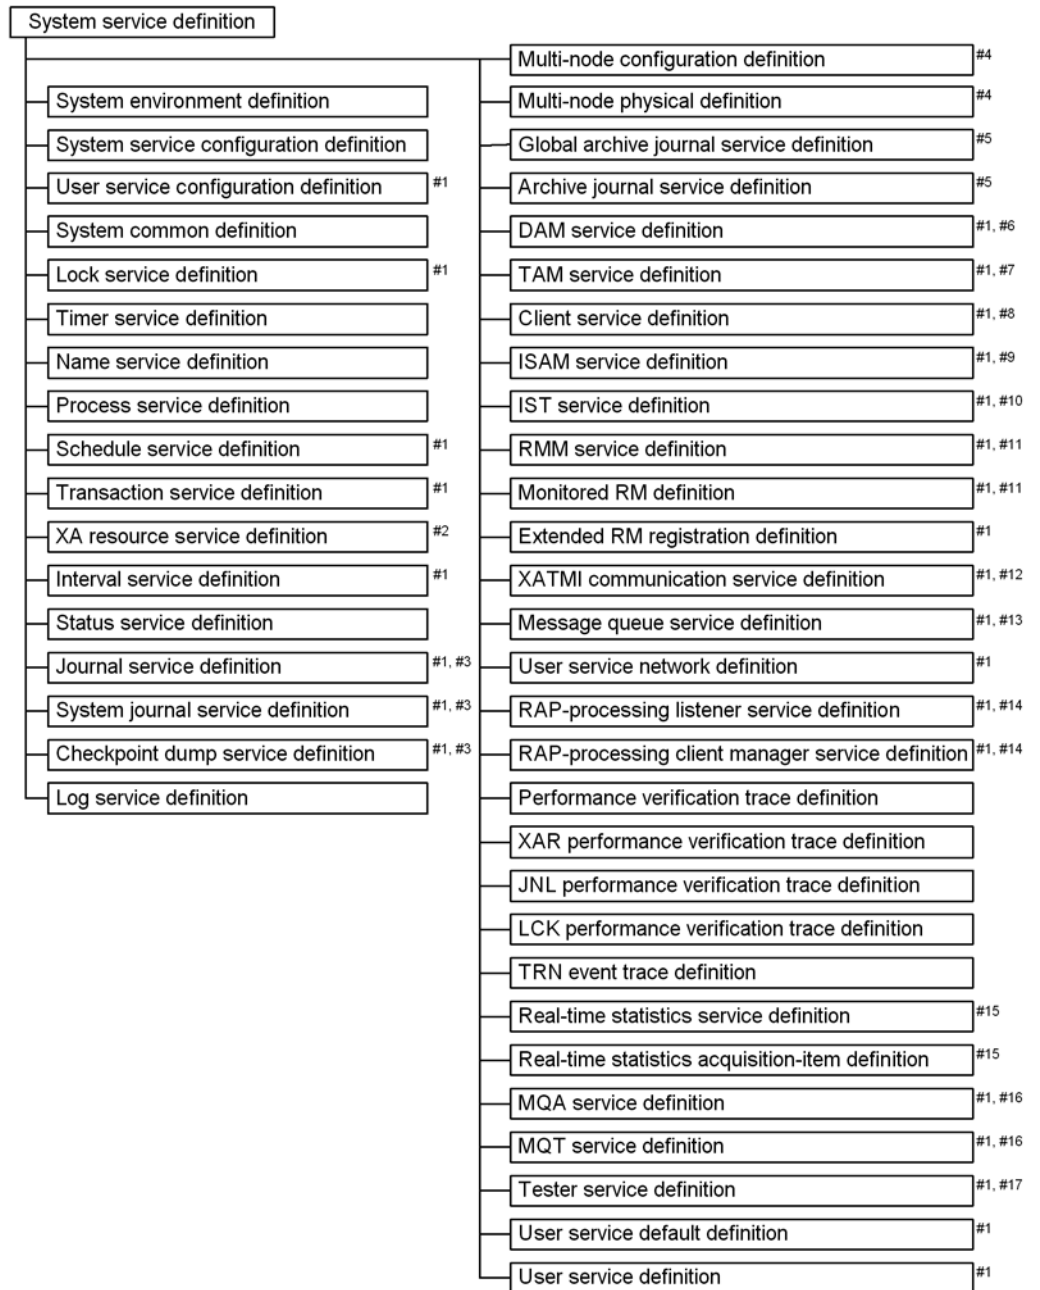 System service definition
System environment definition
System service configuration definition
User service configuration definition #1
System common definition
Lock service definition #1
Timer service definition
Name service definition
Process service definition
Schedule service definition #1
Transaction service definition #1
XA resource service definition #2
Interval service definition #1
Status service definition
Journal service definition #1, #3
System journal service definition #1, #3
Checkpoint dump service definition #1, #3
Log service definition
Multi-node configuration definition #4
Multi-node physical definition #4
Global archive journal service definition #5
Archive journal service definition #5
DAM service definition #1, #6
TAM service definition #1, #7
Client service definition #1, #8
ISAM service definition #1, #9
IST service definition #1, #10
RMM service definition #1, #11
Monitored RM definition #1, #11
Extended RM registration definition #1
XATMI communication service definition #1, #12
Message queue service definition #1, #13
User service network definition #1
RAP-processing listener service definition #1, #14
RAP-processing client manager service definition #1, #14
Performance verification trace definition
XAR performance verification trace definition
JNL performance verification trace definition
LCK performance verification trace definition
TRN event trace definition
Real-time statistics service definition #15
Real-time statistics acquisition-item definition #15
MQA service definition #1, #16
MQT service definition #1, #16
Tester service definition #1, #17
User service default definition #1
User service definition #1